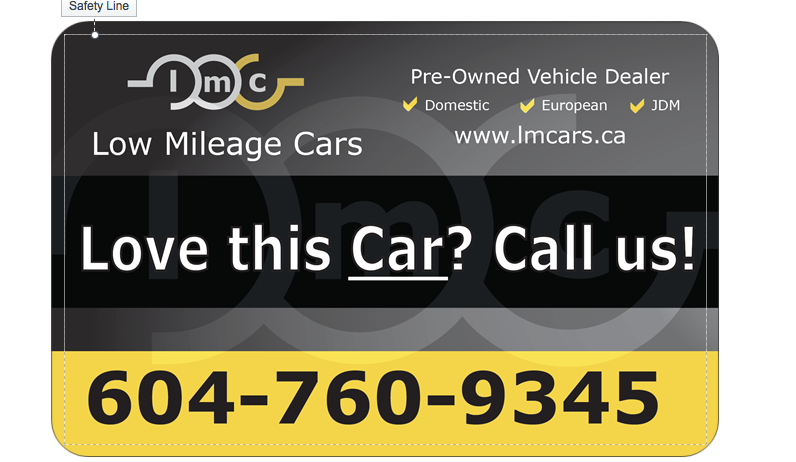 Safety Line
lmc
Pre-Owned Vehicle Dealer
Domestic European JDM
www.lmcars.ca
Low Mileage Cars
lmc
Love this Car? Call us!
604-760-9345